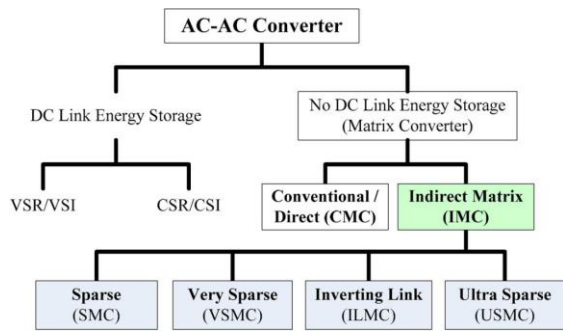 AC-AC Converter
DC Link Energy Storage
No DC Link Energy Storage
(Matrix Converter)
VSR/VSI
CSR/CSI
Conventional /
Direct (CMC)
Indirect Matrix
(IMC)
Sparse
(SMC)
Very Sparse
(VSMC)
Inverting Link
(ILMC)
Ultra Sparse
(USMC)